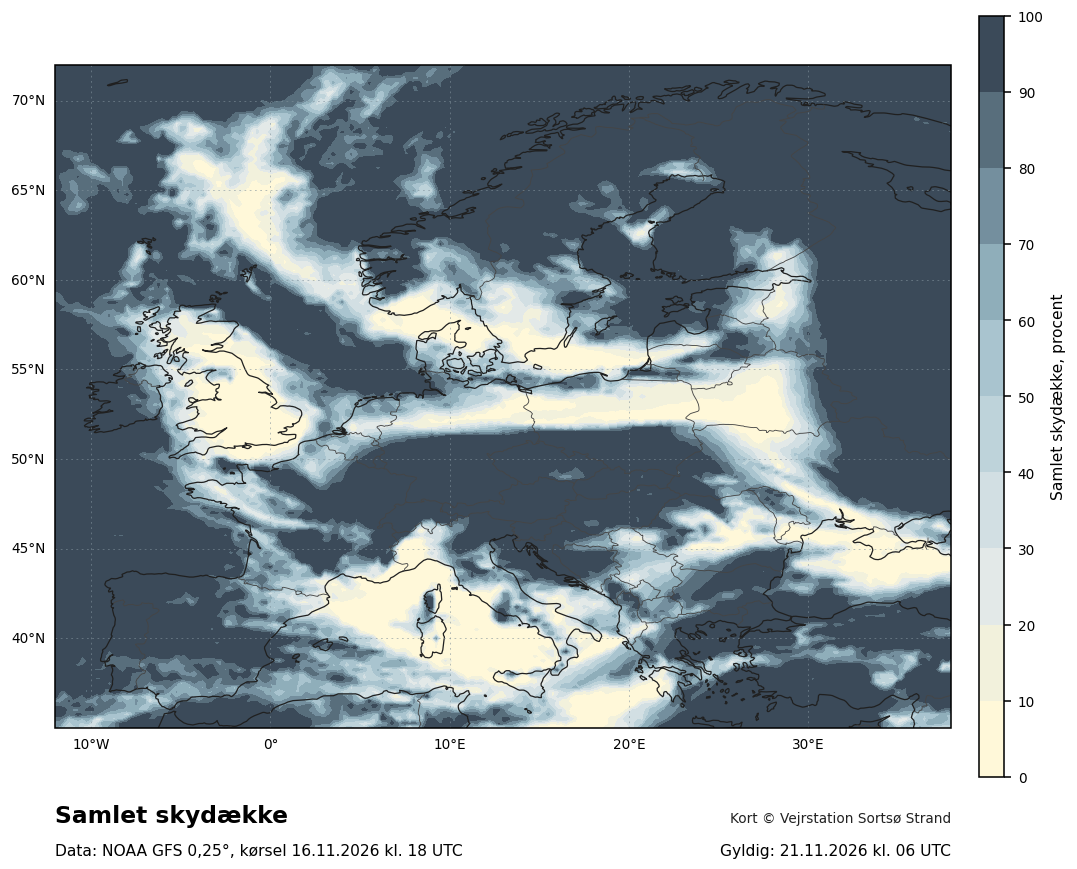 100
90
80
70
60
50
40
30
20
10
0
Samlet skydække, procent
70°N
65°N
60°N
55°N
50°N
45°N
40°N
10°W
0°
10°E
20°E
30°E
Samlet skydække
Kort © Vejrstation Sortsø Strand
Data: NOAA GFS 0,25°, kørsel 16.11.2026 kl. 18 UTC
Gyldig: 21.11.2026 kl. 06 UTC